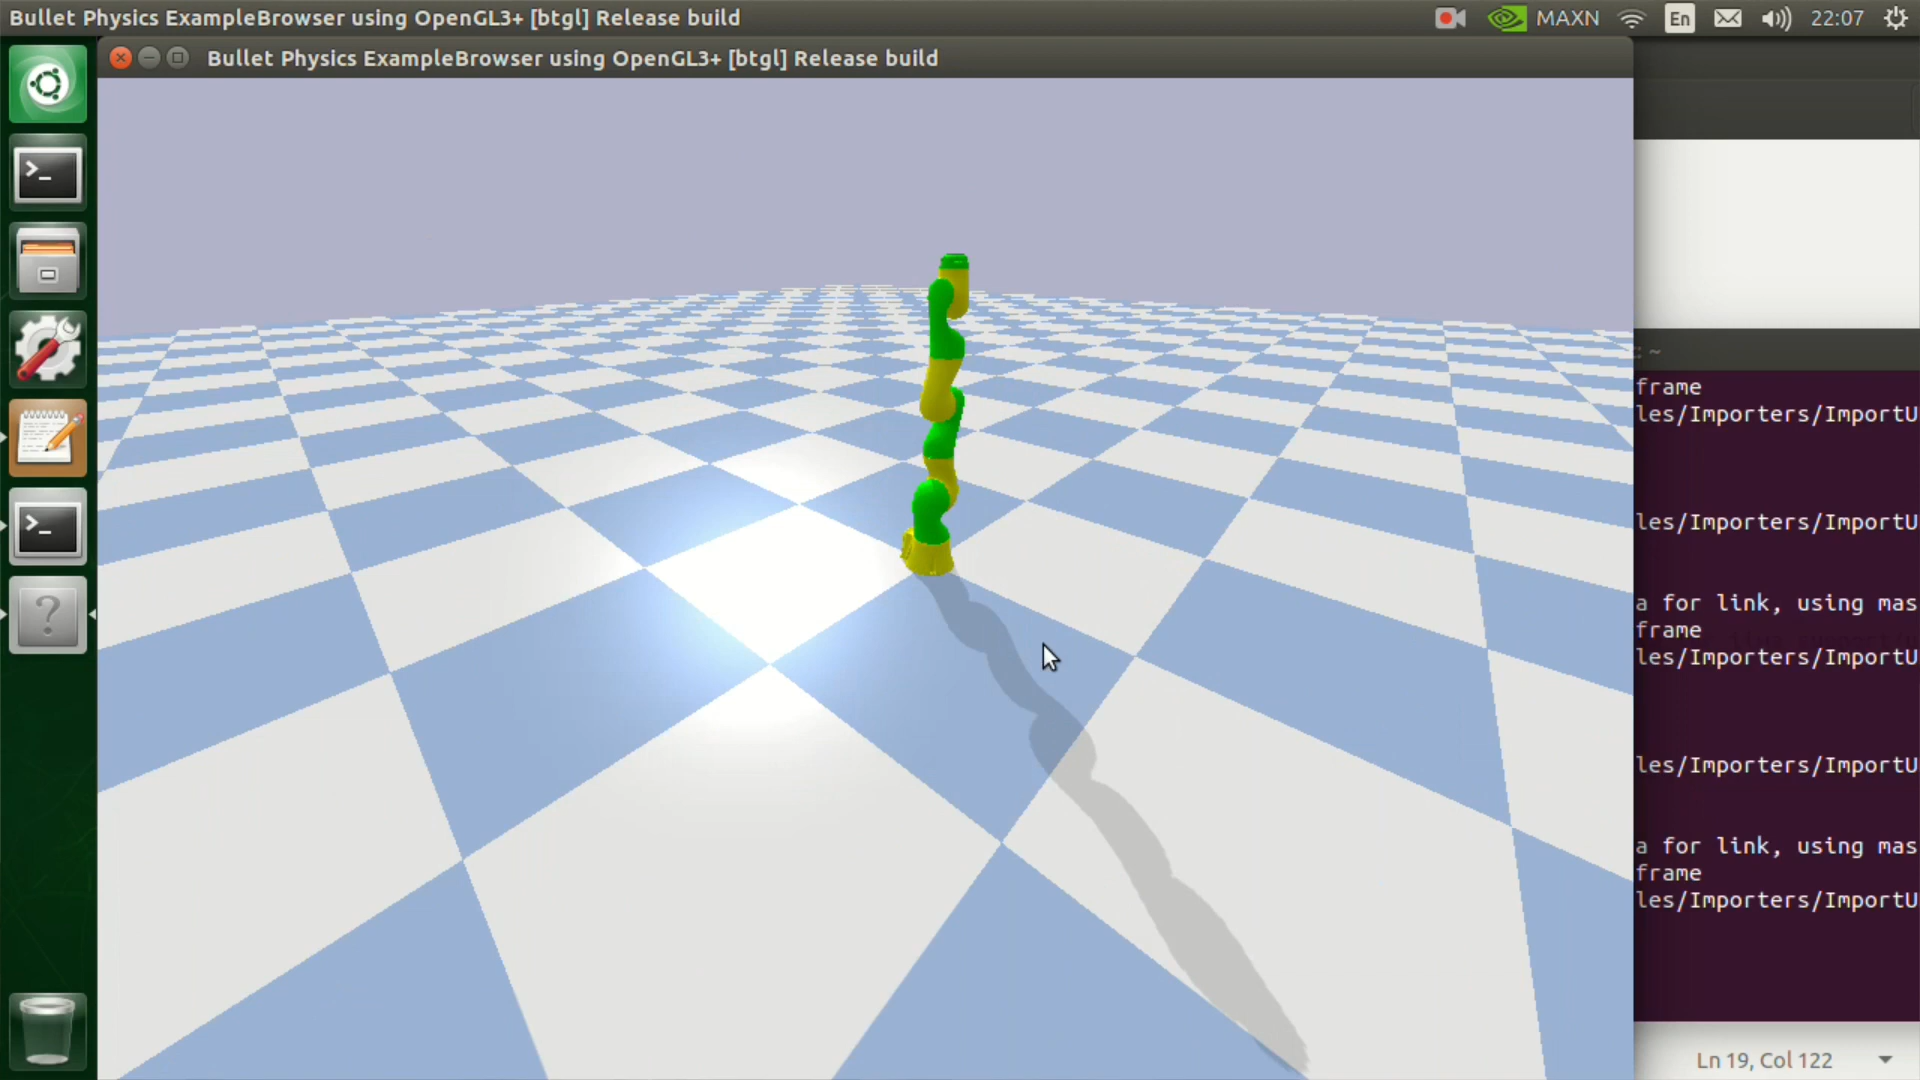 Bullet Physics ExampleBrowser using OpenGL3+ [btgl] Release build
MAXN
En
22:07
Bullet Physics ExampleBrowser using OpenGL3+ [btgl] Release build
>_
: ~
frame
les/Importers/ImportU
les/Importers/ImportU
a for link, using mas
frame
les/Importers/ImportU
>_
?
les/Importers/ImportU
a for link, using mas
frame
les/Importers/ImportU
Ln 19, Col 122